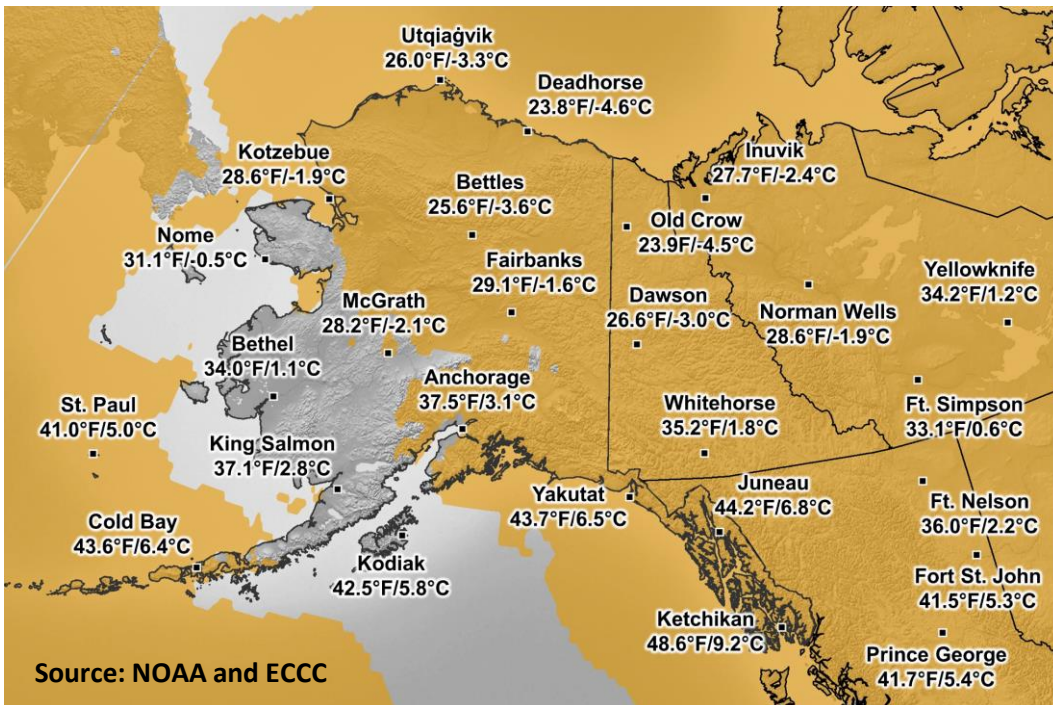 Utqiaġvik
26.0°F/-3.3°C
Deadhorse
23.8°F/-4.6°C
Kotzebue
28.6°F/-1.9°C
Inuvik
27.7°F/-2.4°C
Bettles
25.6°F/-3.6°C
Old Crow
23.9F/-4.5°C
Nome
31.1°F/-0.5°C
Fairbanks
29.1°F/-1.6°C
Yellowknife
34.2°F/1.2°C
McGrath
28.2°F/-2.1°C
Dawson
26.6°F/-3.0°C
Norman Wells
28.6°F/-1.9°C
Bethel
34.0°F/1.1°C
Anchorage
37.5°F/3.1°C
St. Paul
41.0°F/5.0°C
Whitehorse
35.2°F/1.8°C
Ft. Simpson
33.1°F/0.6°C
King Salmon
37.1°F/2.8°C
Yakutat
43.7°F/6.5°C
Juneau
44.2°F/6.8°C
Ft. Nelson
36.0°F/2.2°C
Cold Bay
43.6°F/6.4°C
Kodiak
42.5°F/5.8°C
Fort St. John
41.5°F/5.3°C
Ketchikan
48.6°F/9.2°C
Prince George
41.7°F/5.4°C
Source: NOAA and ECCC